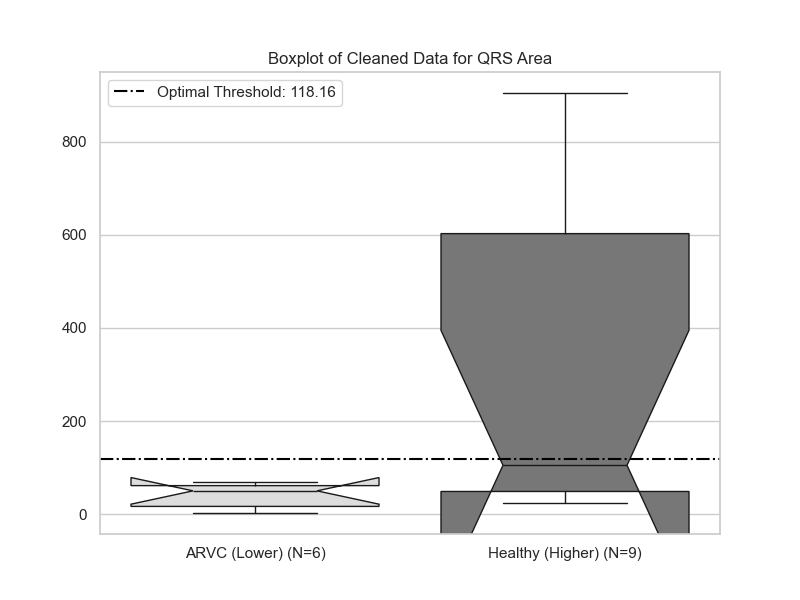 Boxplot of Cleaned Data for QRS Area
Optimal Threshold: 118.16
800
600
400
200
0
ARVC (Lower) (N=6)
Healthy (Higher) (N=9)